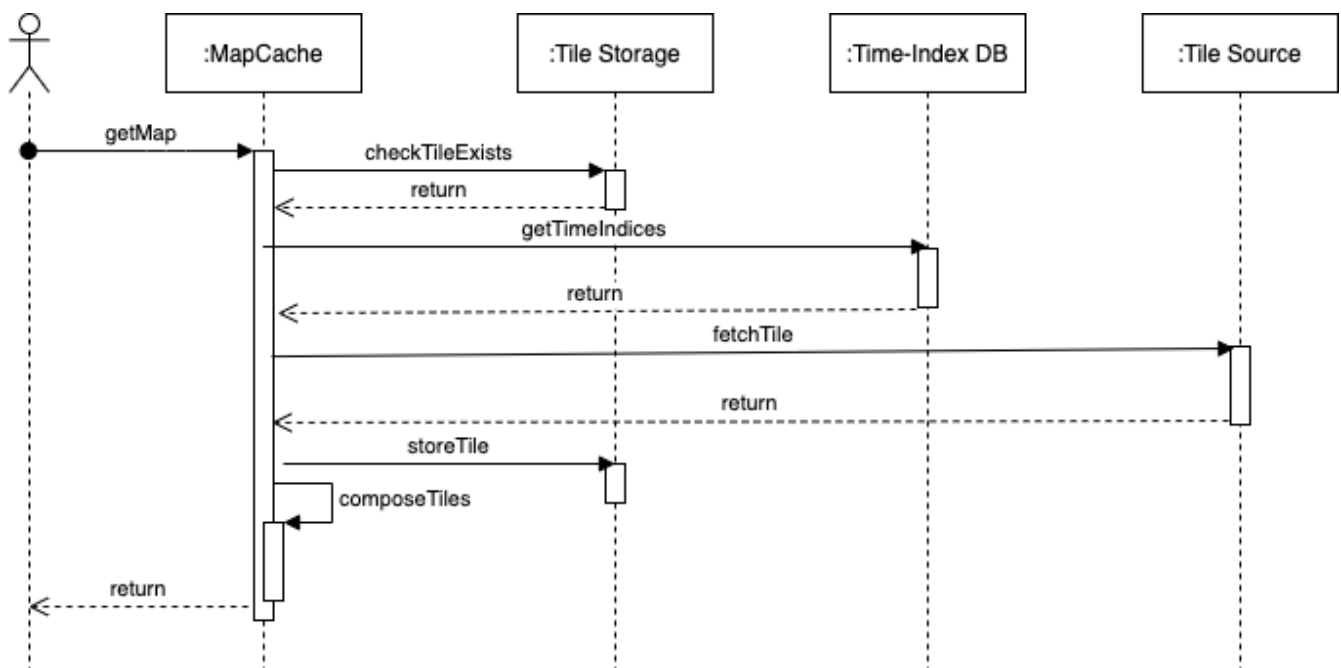 :MapCache
:Tile Storage
:Time-Index DB
:Tile Source
getMap
checkTileExists
return
getTimeIndices
return
fetchTile
return
storeTile
composeTiles
return